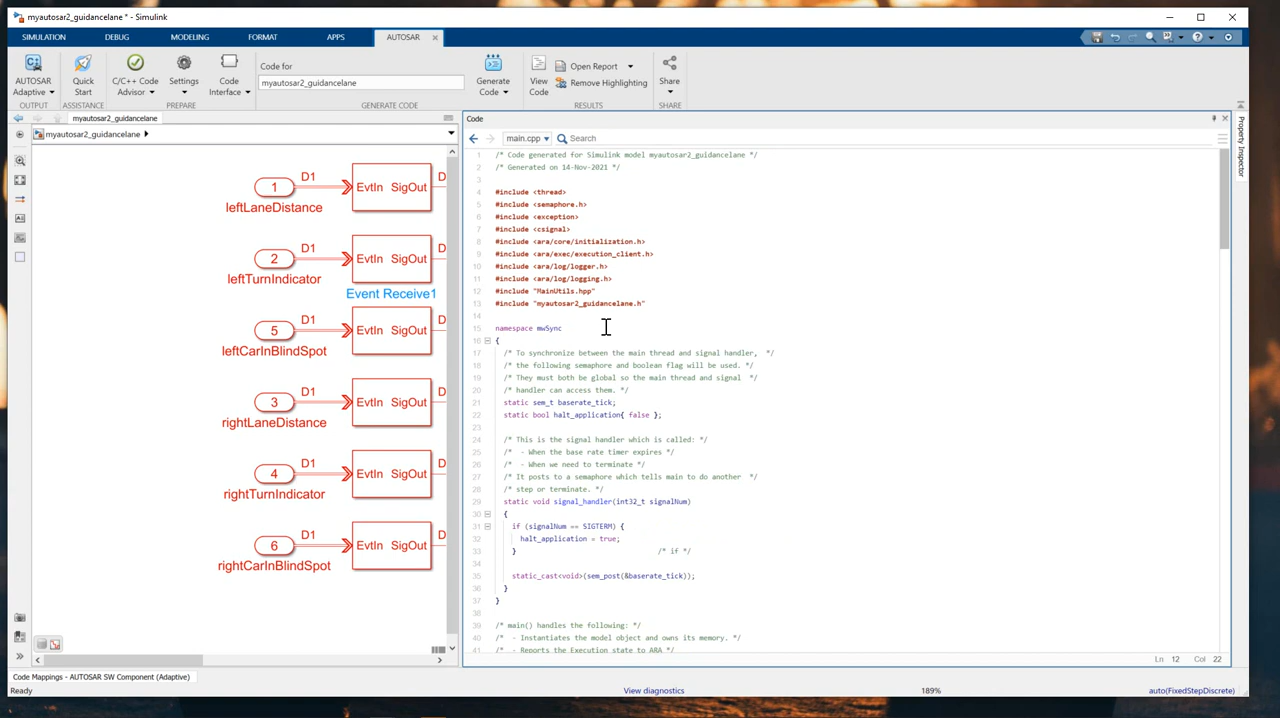 myautosar2_guidancelane * - Simulink
SIMULATION DEBUG MODELING FORMAT APPS AUTOSAR
AUTOSAR Adaptive
Quick Start
C/C++ Code Advisor
Settings
Code Interface
Code for
myautosar2_guidancelane
Generate Code
View Code
Open Report
Remove Highlighting
Share
OUTPUT ASSISTANCE PREPARE GENERATE CODE RESULTS SHARE
myautosar2_guidancelane
myautosar2_guidancelane
1 D1 EvtIn SigOut D
leftLaneDistance
2 D1 EvtIn SigOut D
leftTurnIndicator
Event Receive1
5 D1 EvtIn SigOut D
leftCarInBlindSpot
3 D1 EvtIn SigOut D
rightLaneDistance
4 D1 EvtIn SigOut D
rightTurnIndicator
6 D1 EvtIn SigOut D
rightCarInBlindSpot
Code
main.cpp Search
1 /* Code generated for Simulink model myautosar2_guidancelane */
2 /* Generated on 14-Nov-2021 */
3
4 #include <thread>
5 #include <semaphore.h>
6 #include <exception>
7 #include <csignal>
8 #include <ara/core/initialization.h>
9 #include <ara/exec/execution_client.h>
10 #include <ara/log/logger.h>
11 #include <ara/log/logging.h>
12 #include "MainUtils.hpp"
13 #include "myautosar2_guidancelane.h"
14
15 namespace mwSync
16 {
17 /* To synchronize between the main thread and signal handler, */
18 /* the following semaphore and boolean flag will be used. */
19 /* They must both be global so the main thread and signal */
20 /* handler can access them. */
21 static sem_t baserate_tick;
22 static bool halt_application{ false };
23
24 /* This is the signal handler which is called: */
25 /* - When the base rate timer expires */
26 /* - When we need to terminate */
27 /* It posts to a semaphore which tells main to do another */
28 /* step or terminate. */
29 static void signal_handler(int32_t signalNum)
30 {
31 if (signalNum == SIGTERM) {
32 halt_application = true;
33 } /* if */
34
35 static_cast<void>(sem_post(&baserate_tick));
36 }
37 }
38
39 /* main() handles the following: */
40 /* - Instantiates the model object and owns its memory. */
41 /* - Reports the Execution state to ARA */
Ln 12 Col 22
Property Inspector
Code Mappings - AUTOSAR SW Component (Adaptive)
Ready View diagnostics 189% auto(FixedStepDiscrete)